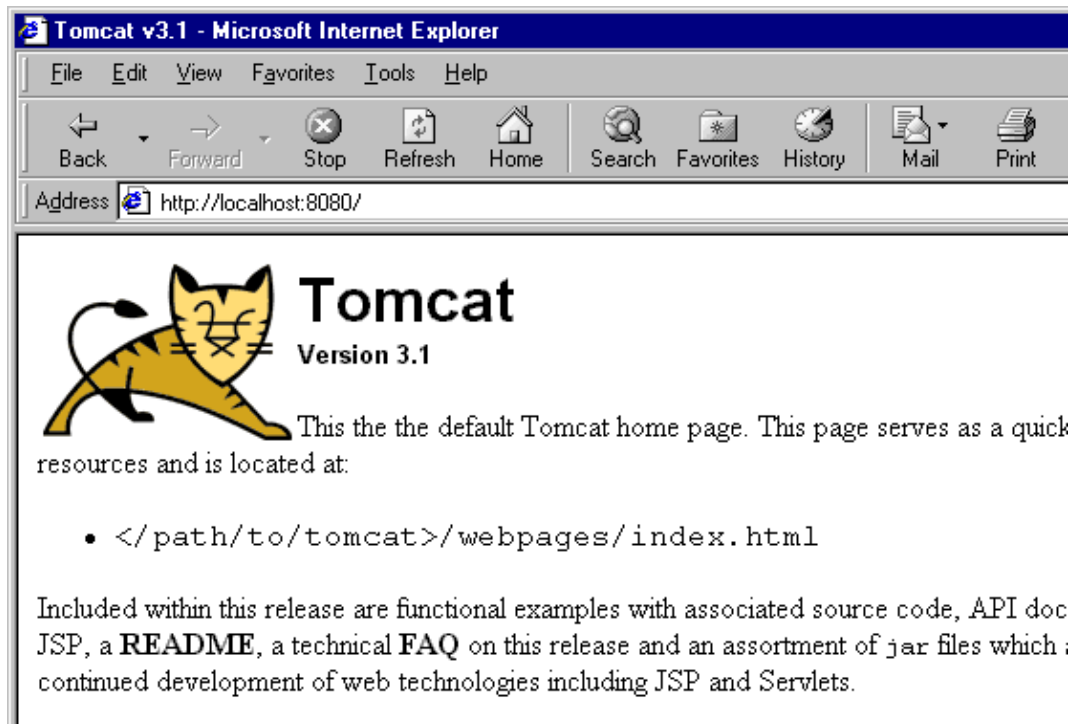 Tomcat v3.1 - Microsoft Internet Explorer
File Edit View Favorites Tools Help
Back Forward Stop Refresh Home Search Favorites History Mail Print
Address http://localhost:8080/
Tomcat
Version 3.1
This the the default Tomcat home page. This page serves as a quick
resources and is located at:
• </path/to/tomcat>/webpages/index.html
Included within this release are functional examples with associated source code, API doc
JSP, a README, a technical FAQ on this release and an assortment of jar files which a
continued development of web technologies including JSP and Servlets.